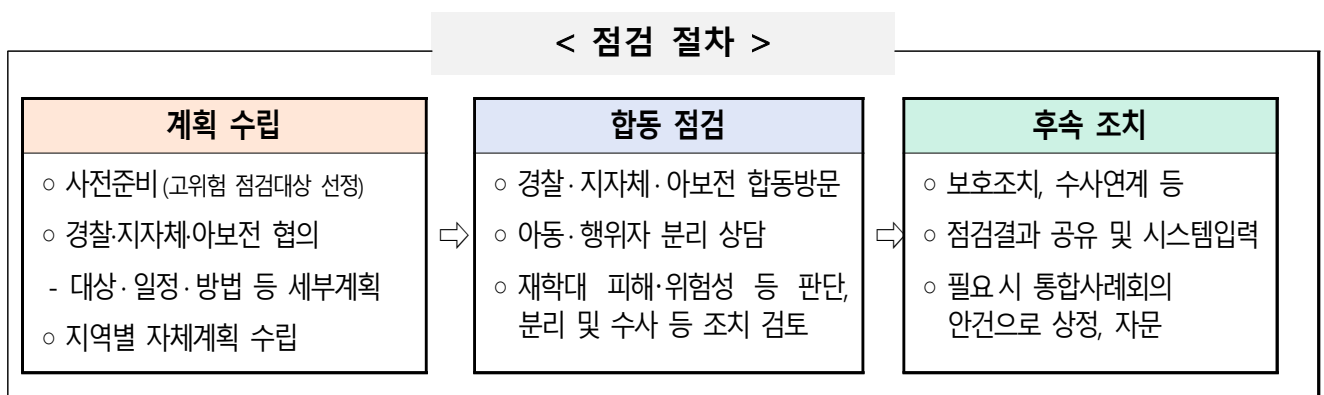 < 점검 절차 >
계획 수립
○ 사전준비(고위험 점검대상 선정)
○ 경찰·지자체·아보전 협의
- 대상·일정·방법 등 세부계획
○ 지역별 자체계획 수립
⇨
합동 점검
○ 경찰·지자체·아보전 합동방문
○ 아동·행위자 분리 상담
○ 재학대 피해·위험성 등 판단,
분리 및 수사 등 조치 검토
⇨
후속 조치
○ 보호조치, 수사연계 등
○ 점검결과 공유 및 시스템입력
○ 필요 시 통합사례회의
안건으로 상정, 자문